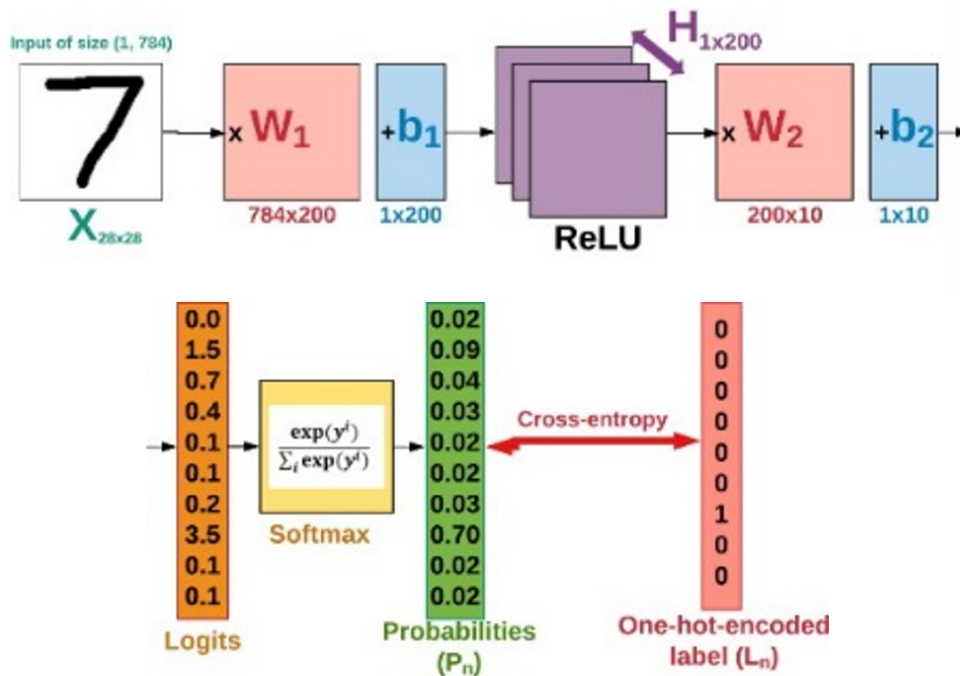 Input of size (1, 784)
7
X28x28
x W1
784x200
+b1
1x200
H1x200
ReLU
x W2
200x10
+b2
1x10
0.0
1.5
0.7
0.4
0.1
0.1
0.2
3.5
0.1
0.1
Logits
exp(yⁱ)
∑ᵢ exp(yⁱ)
Softmax
0.02
0.09
0.04
0.03
0.02
0.02
0.03
0.70
0.02
0.02
Probabilities
(Pn)
Cross-entropy
0
0
0
0
0
0
1
0
0
One-hot-encoded
label (Ln)